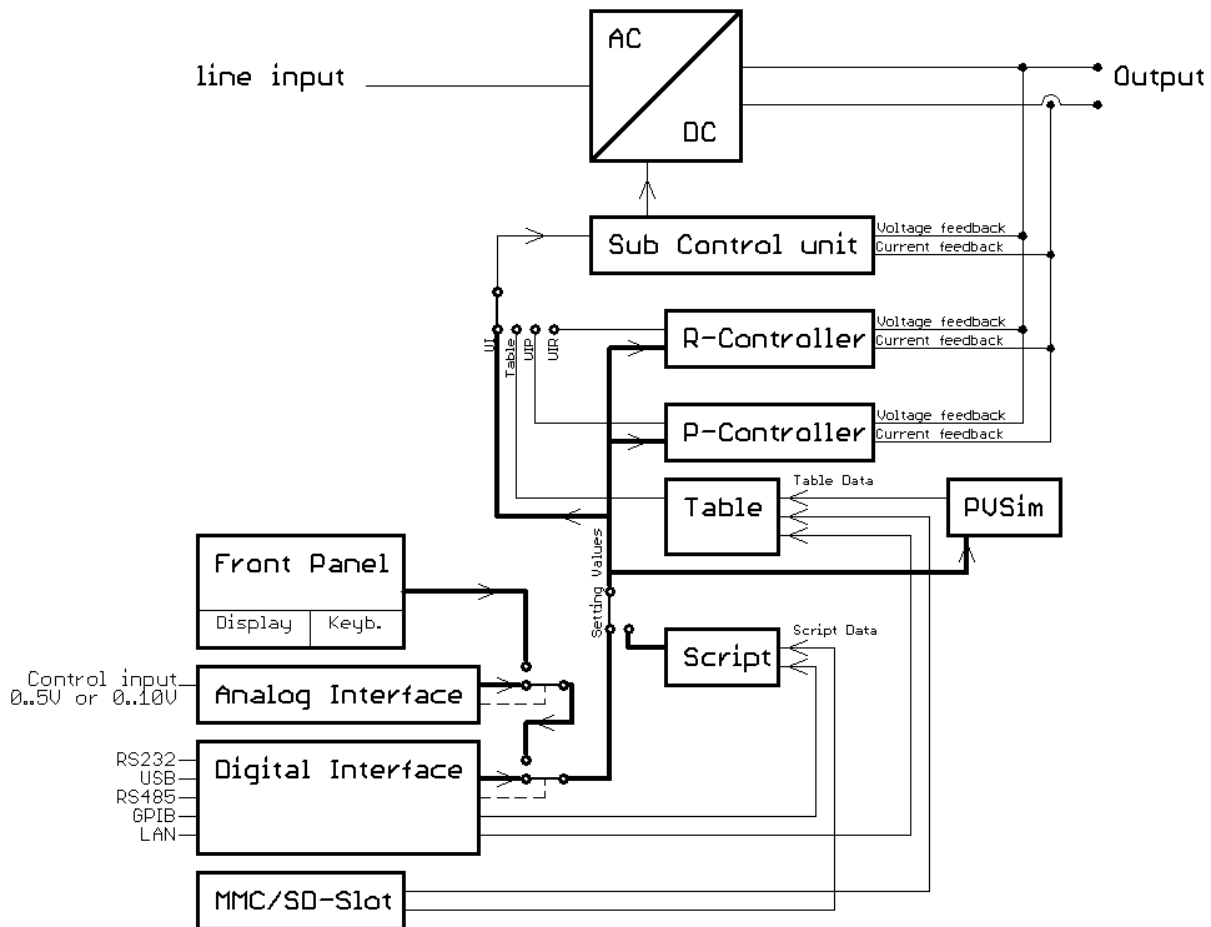 AC
line input
Output
DC
Voltage feedback
Sub Control unit
Current feedback
Voltage feedback
R-Controller
Current feedback
UI
Table
UIP
UIR
Voltage feedback
P-Controller
Current feedback
Table Data
Table
PVSim
Setting Values
Front Panel
Display
Keyb.
Script Data
Script
Control input
0..5V or 0..10V
Analog Interface
RS232
USB
RS485
GPIB
LAN
Digital Interface
MMC/SD-Slot